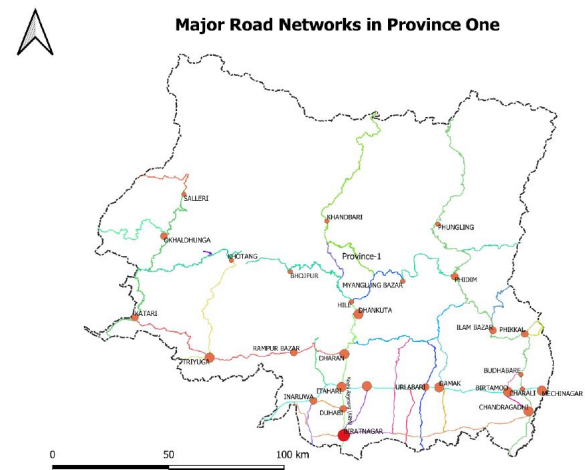 Major Road Networks in Province One
SALLERI
OKHALDHUNGA
KHANDBARI
PHUNGLING
KHOTANG
Province-1
BHOJPUR
MYANGLUNG BAZAR
PHIDIM
HILE
DHANKUTA
KATARI
ILAM BAZAR
PHIKKAL
RAMPUR BAZAR
DHARAN
TRIYUGA
BUDHABARE
ITAHARI
URLABARI
DAMAK
BIRTAMOD
CHARALI
MECHINAGAR
INARUWA
DUHABI
CHANDRAGADHI
BIRATNAGAR
0 50 100 km